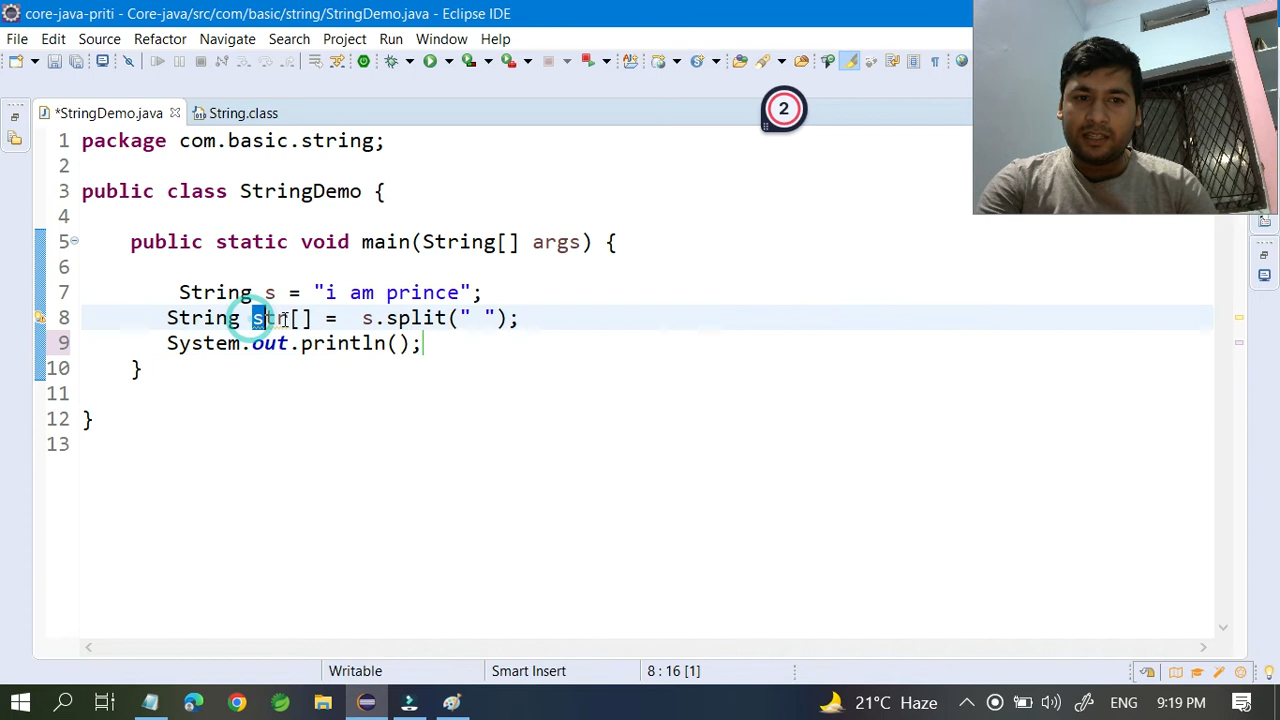 core-java-priti - Core-java/src/com/basic/string/StringDemo.java - Eclipse IDE
File Edit Source Refactor Navigate Search Project Run Window Help
*StringDemo.java String.class
2
1 package com.basic.string;
2
3 public class StringDemo {
4
5 public static void main(String[] args) {
6
7 String s = "i am prince";
8 String str[] = s.split(" ");
9 System.out.println();
10 }
11
12 }
13
Writable Smart Insert 8 : 16 [1]
21°C Haze ENG 9:19 PM